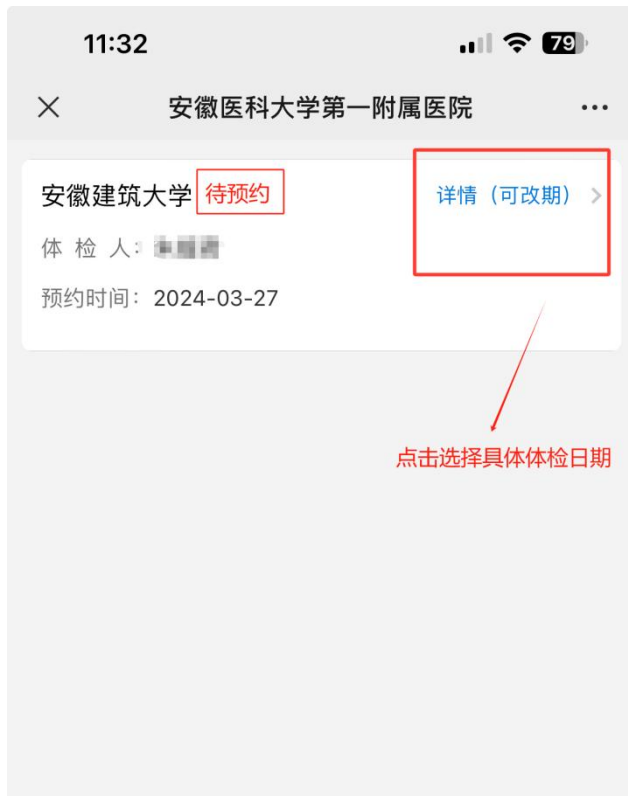 11:32
79
安徽医科大学第一附属医院
安徽建筑大学 待预约 详情（可改期）
体 检 人:
预约时间: 2024-03-27
点击选择具体体检日期